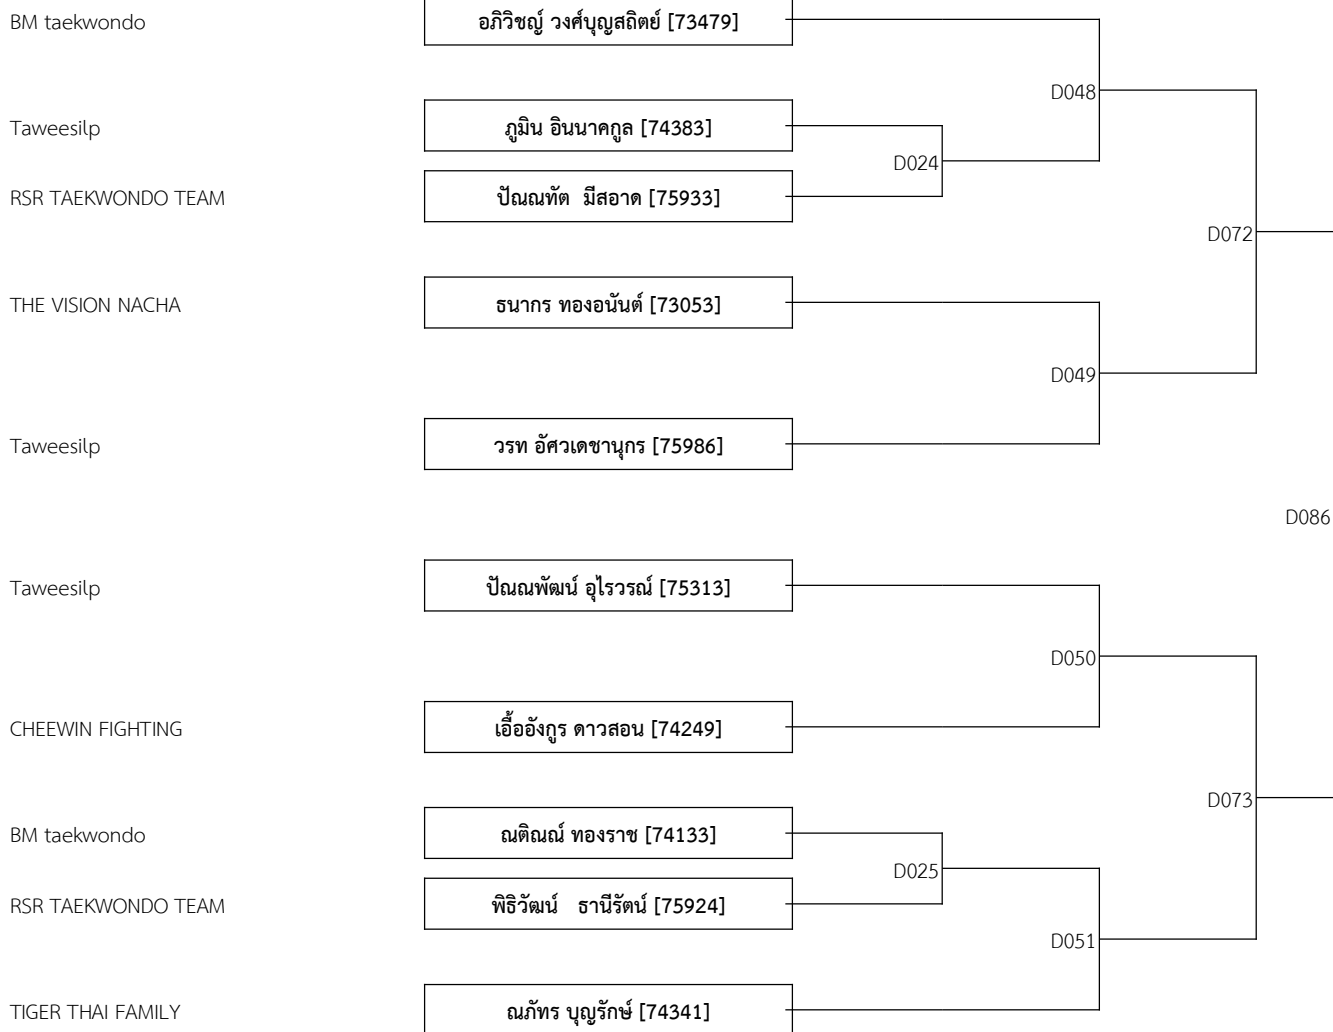 BM taekwondo อภิวิชญ์ วงศ์บุญสถิตย์ [73479]
D048
Taweesilp ภูมิน อินนาคกูล [74383]
D024
RSR TAEKWONDO TEAM ปัณณทัต มีสอาด [75933]
D072
THE VISION NACHA ธนากร ทองอนันต์ [73053]
D049
Taweesilp วรท อัศวเดชานุกร [75986]
D086
Taweesilp ปัณณพัฒน์ อุไรวรรณ์ [75313]
D050
CHEEWIN FIGHTING เอื้ออังกูร ดาวสอน [74249]
D073
BM taekwondo ณติณณ์ ทองราช [74133]
D025
RSR TAEKWONDO TEAM พิธิวัฒน์ ธานีรัตน์ [75924]
D051
TIGER THAI FAMILY ณภัทร บุญรักษ์ [74341]